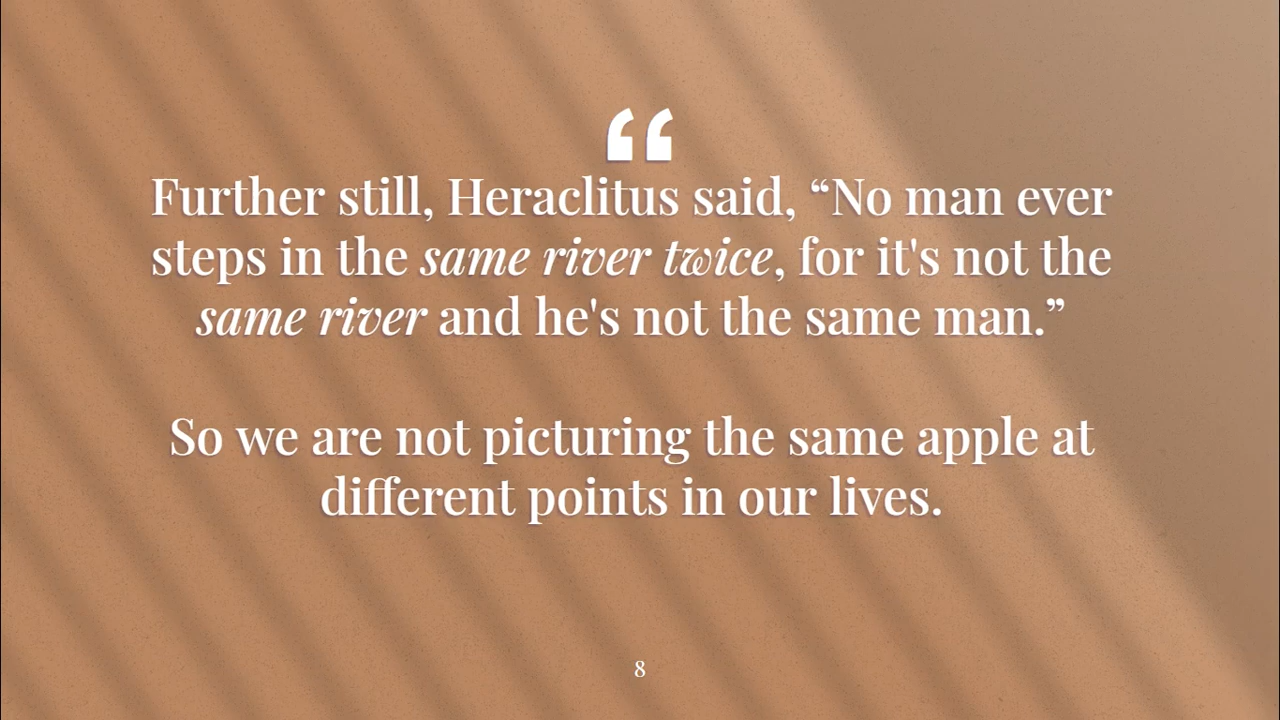 “
Further still, Heraclitus said, “No man ever
steps in the same river twice, for it's not the
same river and he's not the same man.”
So we are not picturing the same apple at
different points in our lives.
8